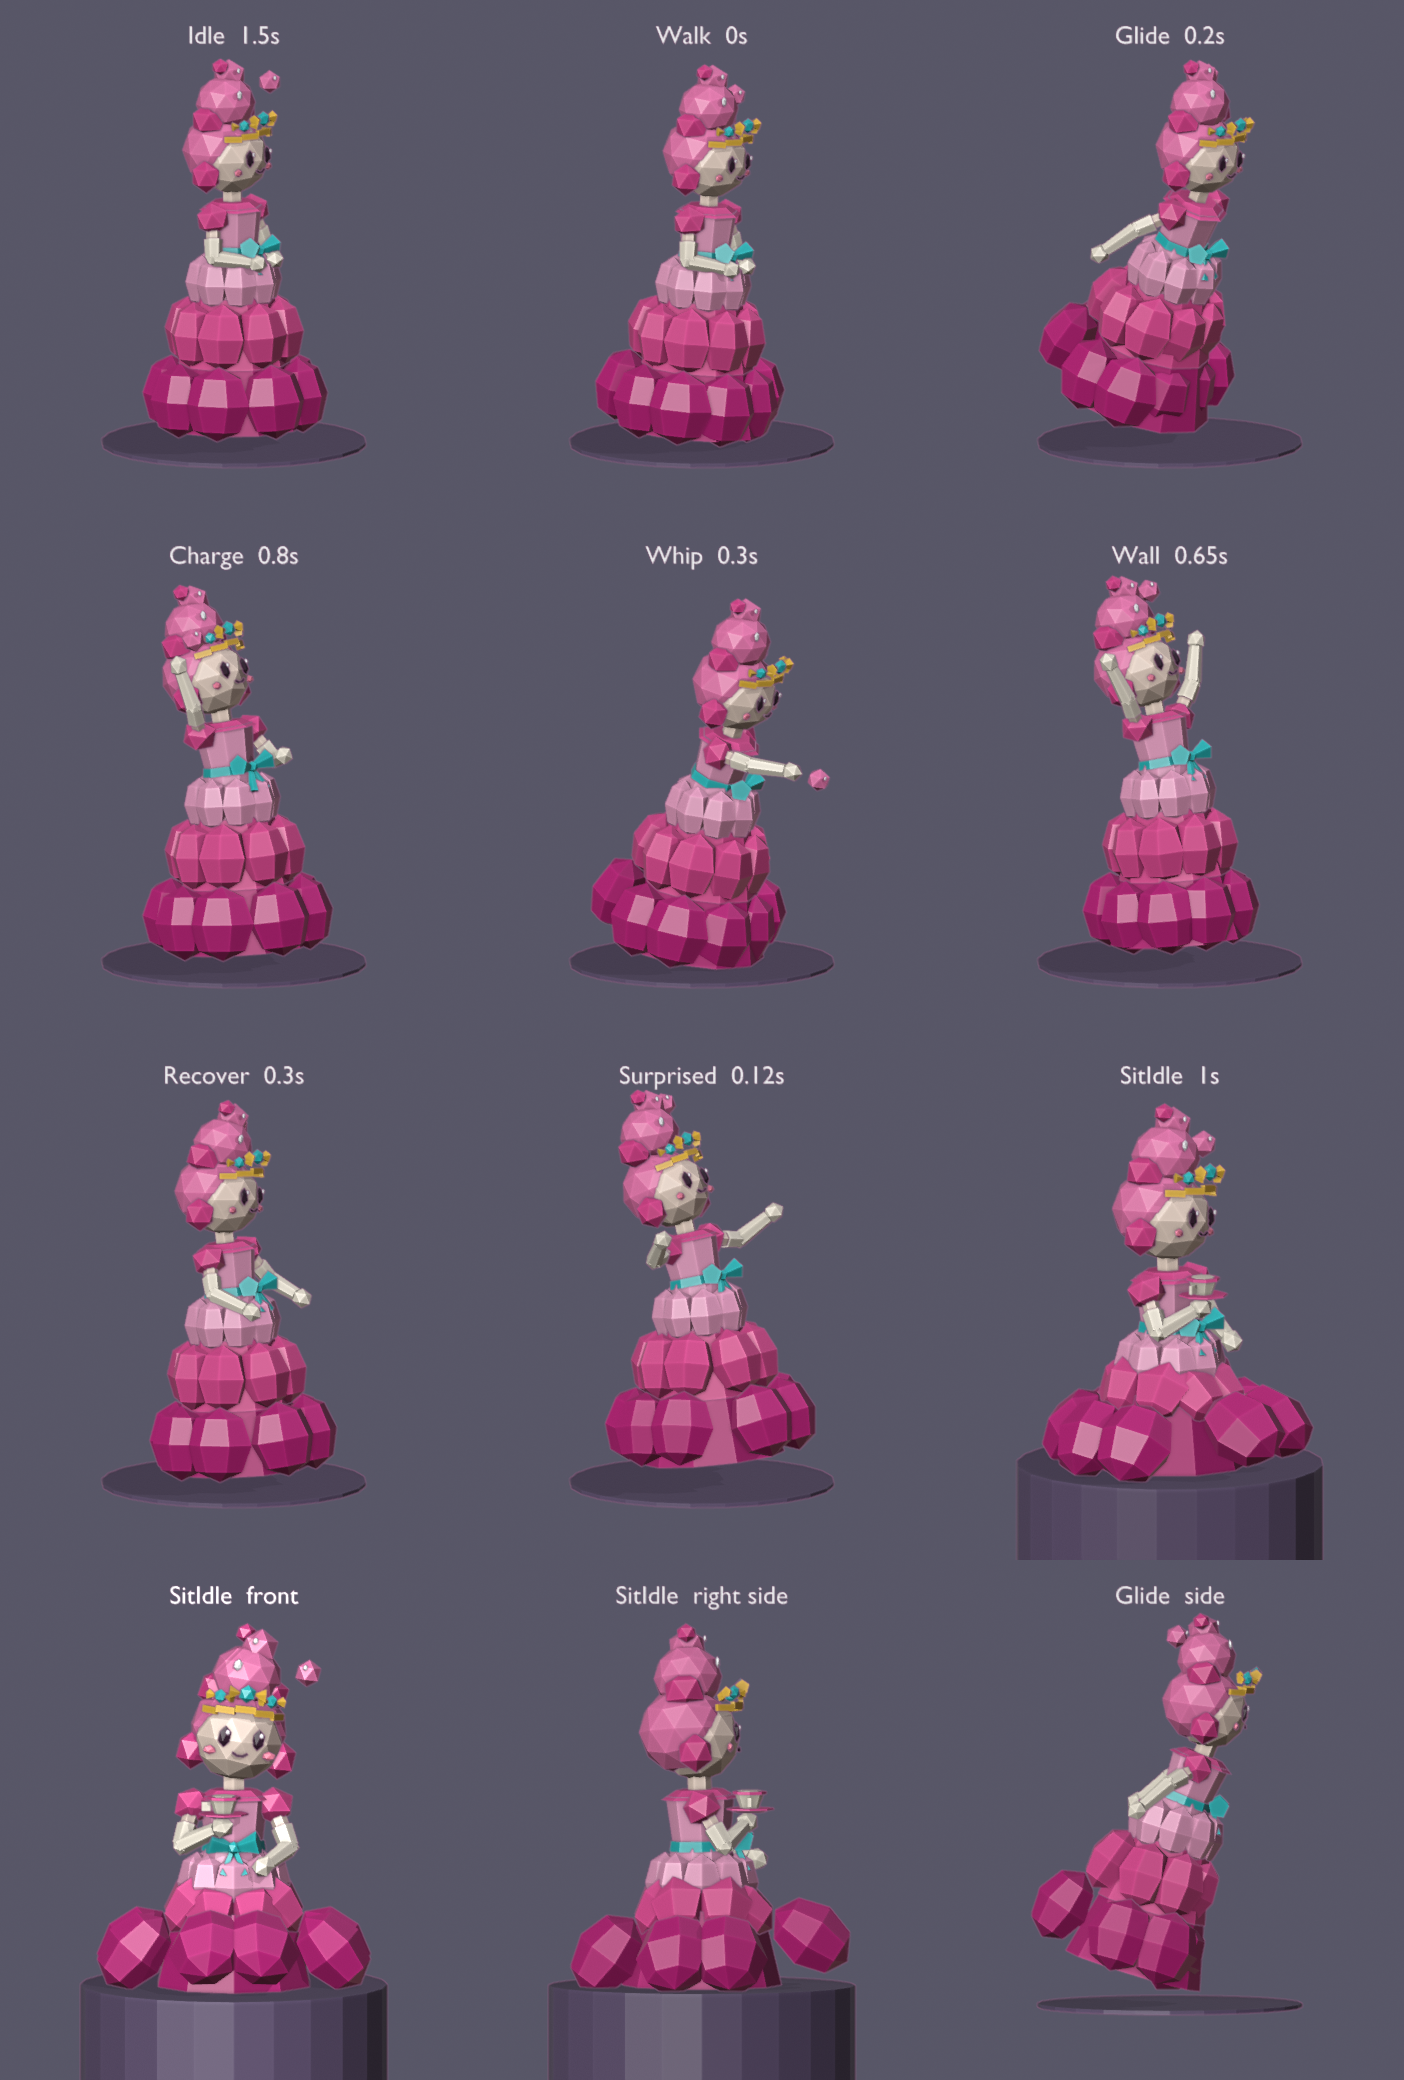 Idle 1.5s
Walk 0s
Glide 0.2s
Charge 0.8s
Whip 0.3s
Wall 0.65s
Recover 0.3s
Surprised 0.12s
SitIdle 1s
SitIdle front
SitIdle right side
Glide side